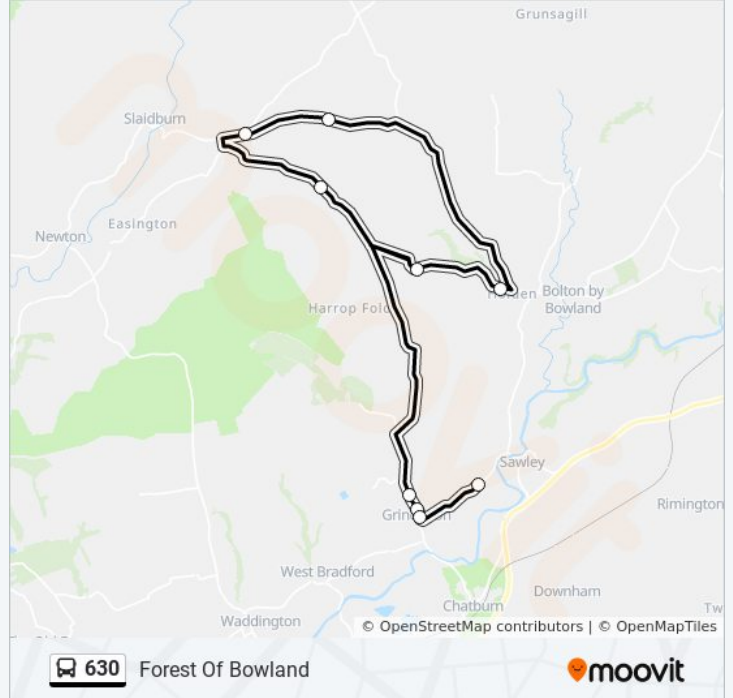 Grunsagill
Slaidburn
Easington
Newton
Harrop Fold
Bolton by
Bowland
Sawley
Rimington
West Bradford
Downham
Chatburn
Waddington
Tw
© OpenStreetMap contributors | © OpenMapTiles
630 Forest Of Bowland moovit